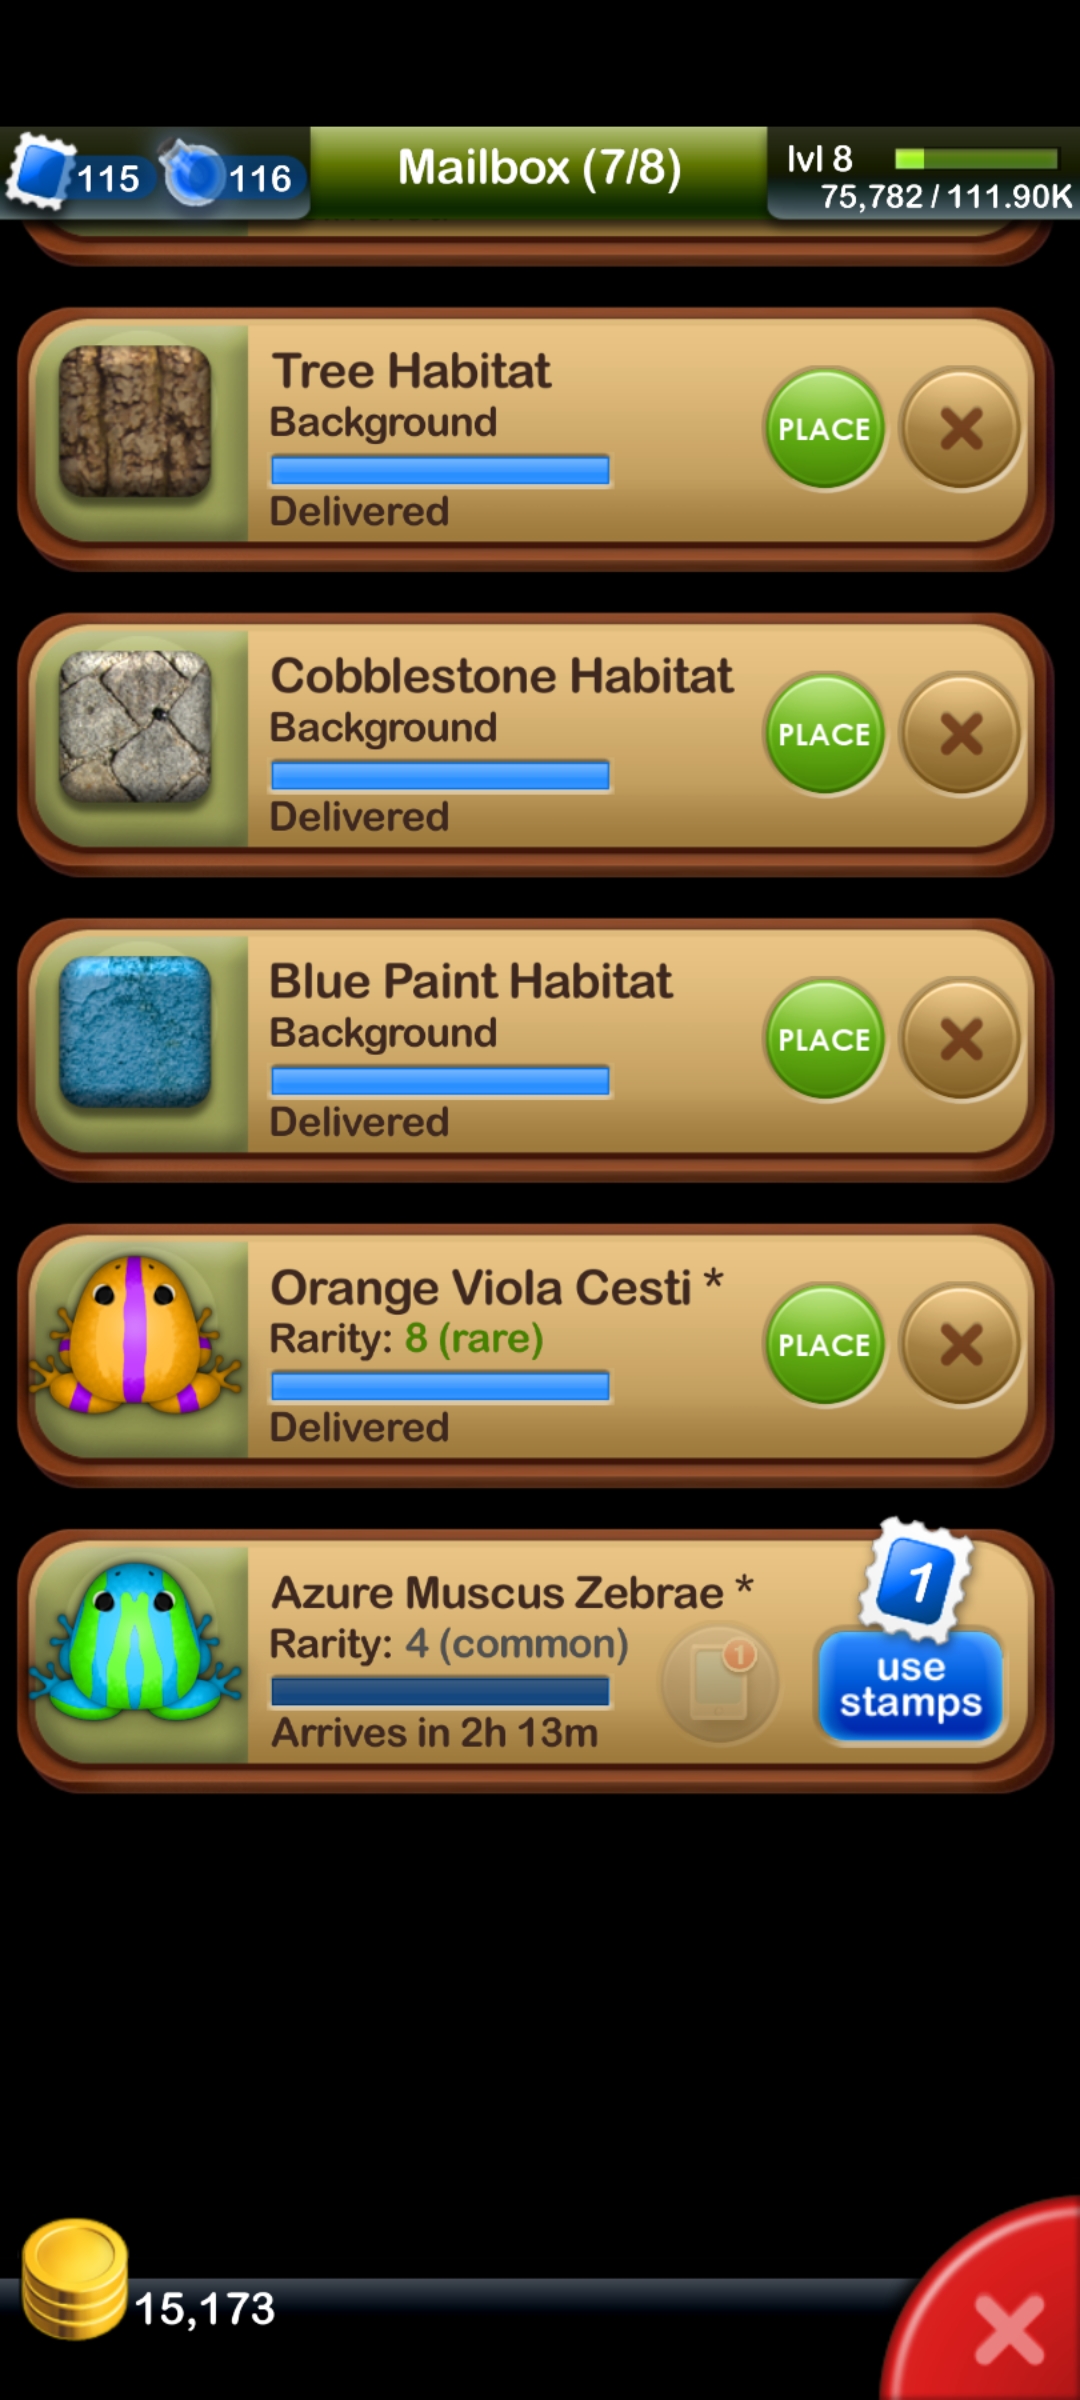 115
116
Mailbox (7/8)
lvl 8
75,782 / 111.90K
Tree Habitat
Background
Delivered
PLACE
Cobblestone Habitat
Background
Delivered
PLACE
Blue Paint Habitat
Background
Delivered
PLACE
Orange Viola Cesti *
Rarity: 8 (rare)
Delivered
PLACE
Azure Muscus Zebrae *
Rarity: 4 (common)
Arrives in 2h 13m
1
1
use
stamps
15,173